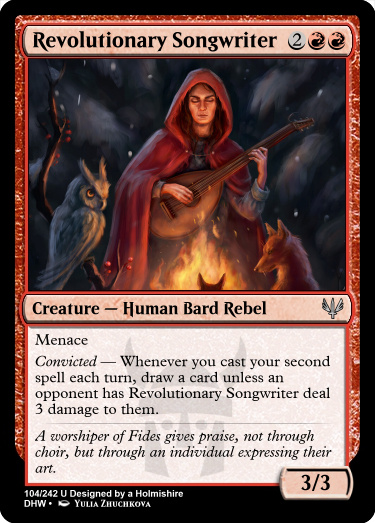 Revolutionary Songwriter 2
Creature — Human Bard Rebel
Menace
Convicted — Whenever you cast your second
spell each turn, draw a card unless an
opponent has Revolutionary Songwriter deal
3 damage to them.
A worshiper of Fides gives praise, not through
choir, but through an individual expressing their
art.
3/3
104/242 U Designed by a Holmishire
DHW • Yulia Zhuchkova